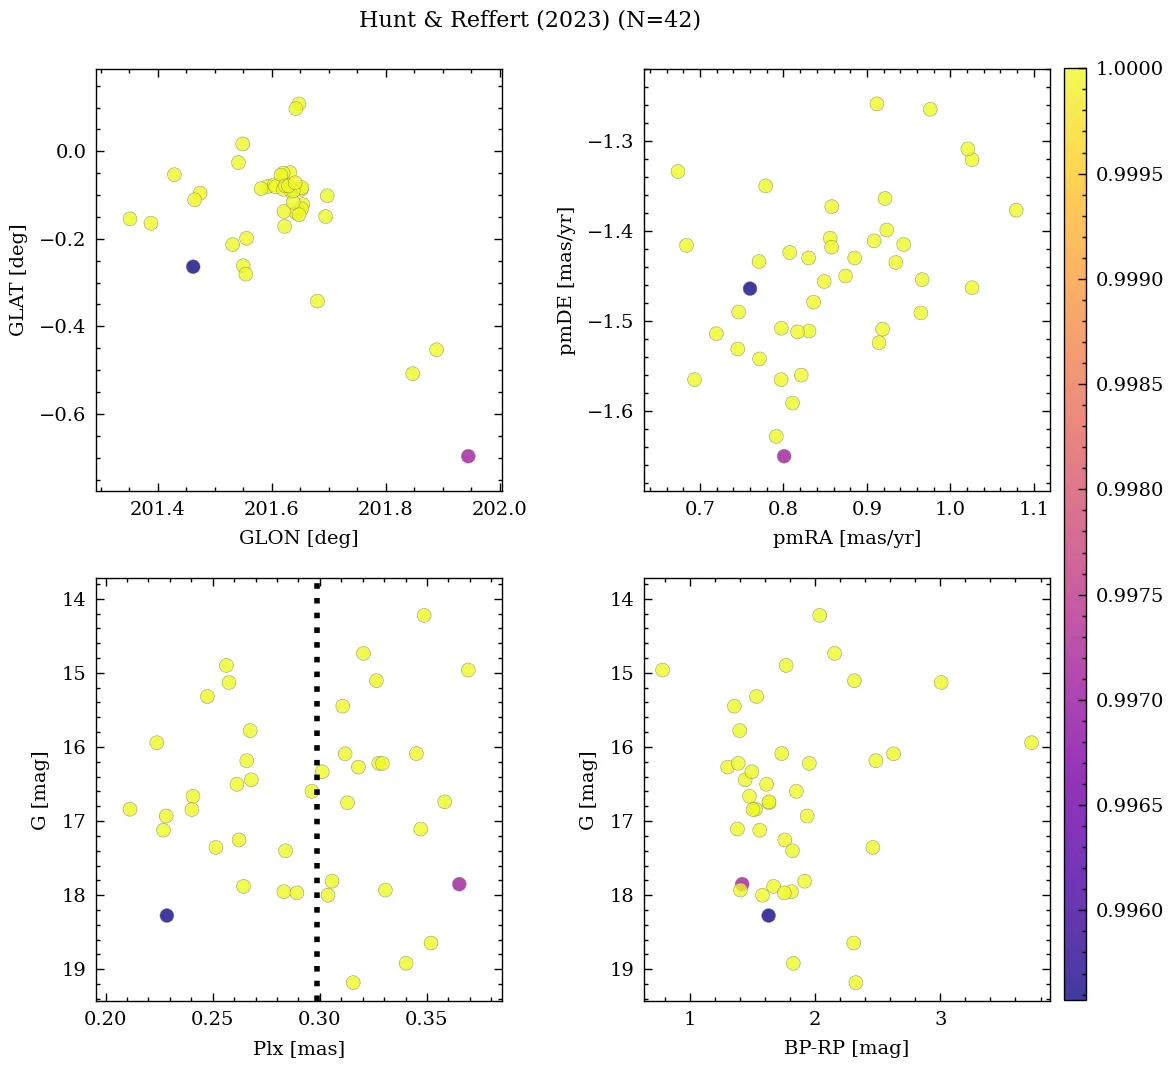 Hunt & Reffert (2023) (N=42)
0.0
−0.2
−0.4
−0.6
GLAT [deg]
201.4 201.6 201.8 202.0
GLON [deg]
−1.3
−1.4
−1.5
−1.6
pmDE [mas/yr]
0.7 0.8 0.9 1.0 1.1
pmRA [mas/yr]
1.0000
0.9995
0.9990
0.9985
0.9980
0.9975
0.9970
0.9965
0.9960
14
15
16
17
18
19
G [mag]
0.20 0.25 0.30 0.35
Plx [mas]
14
15
16
17
18
19
G [mag]
1 2 3
BP-RP [mag]